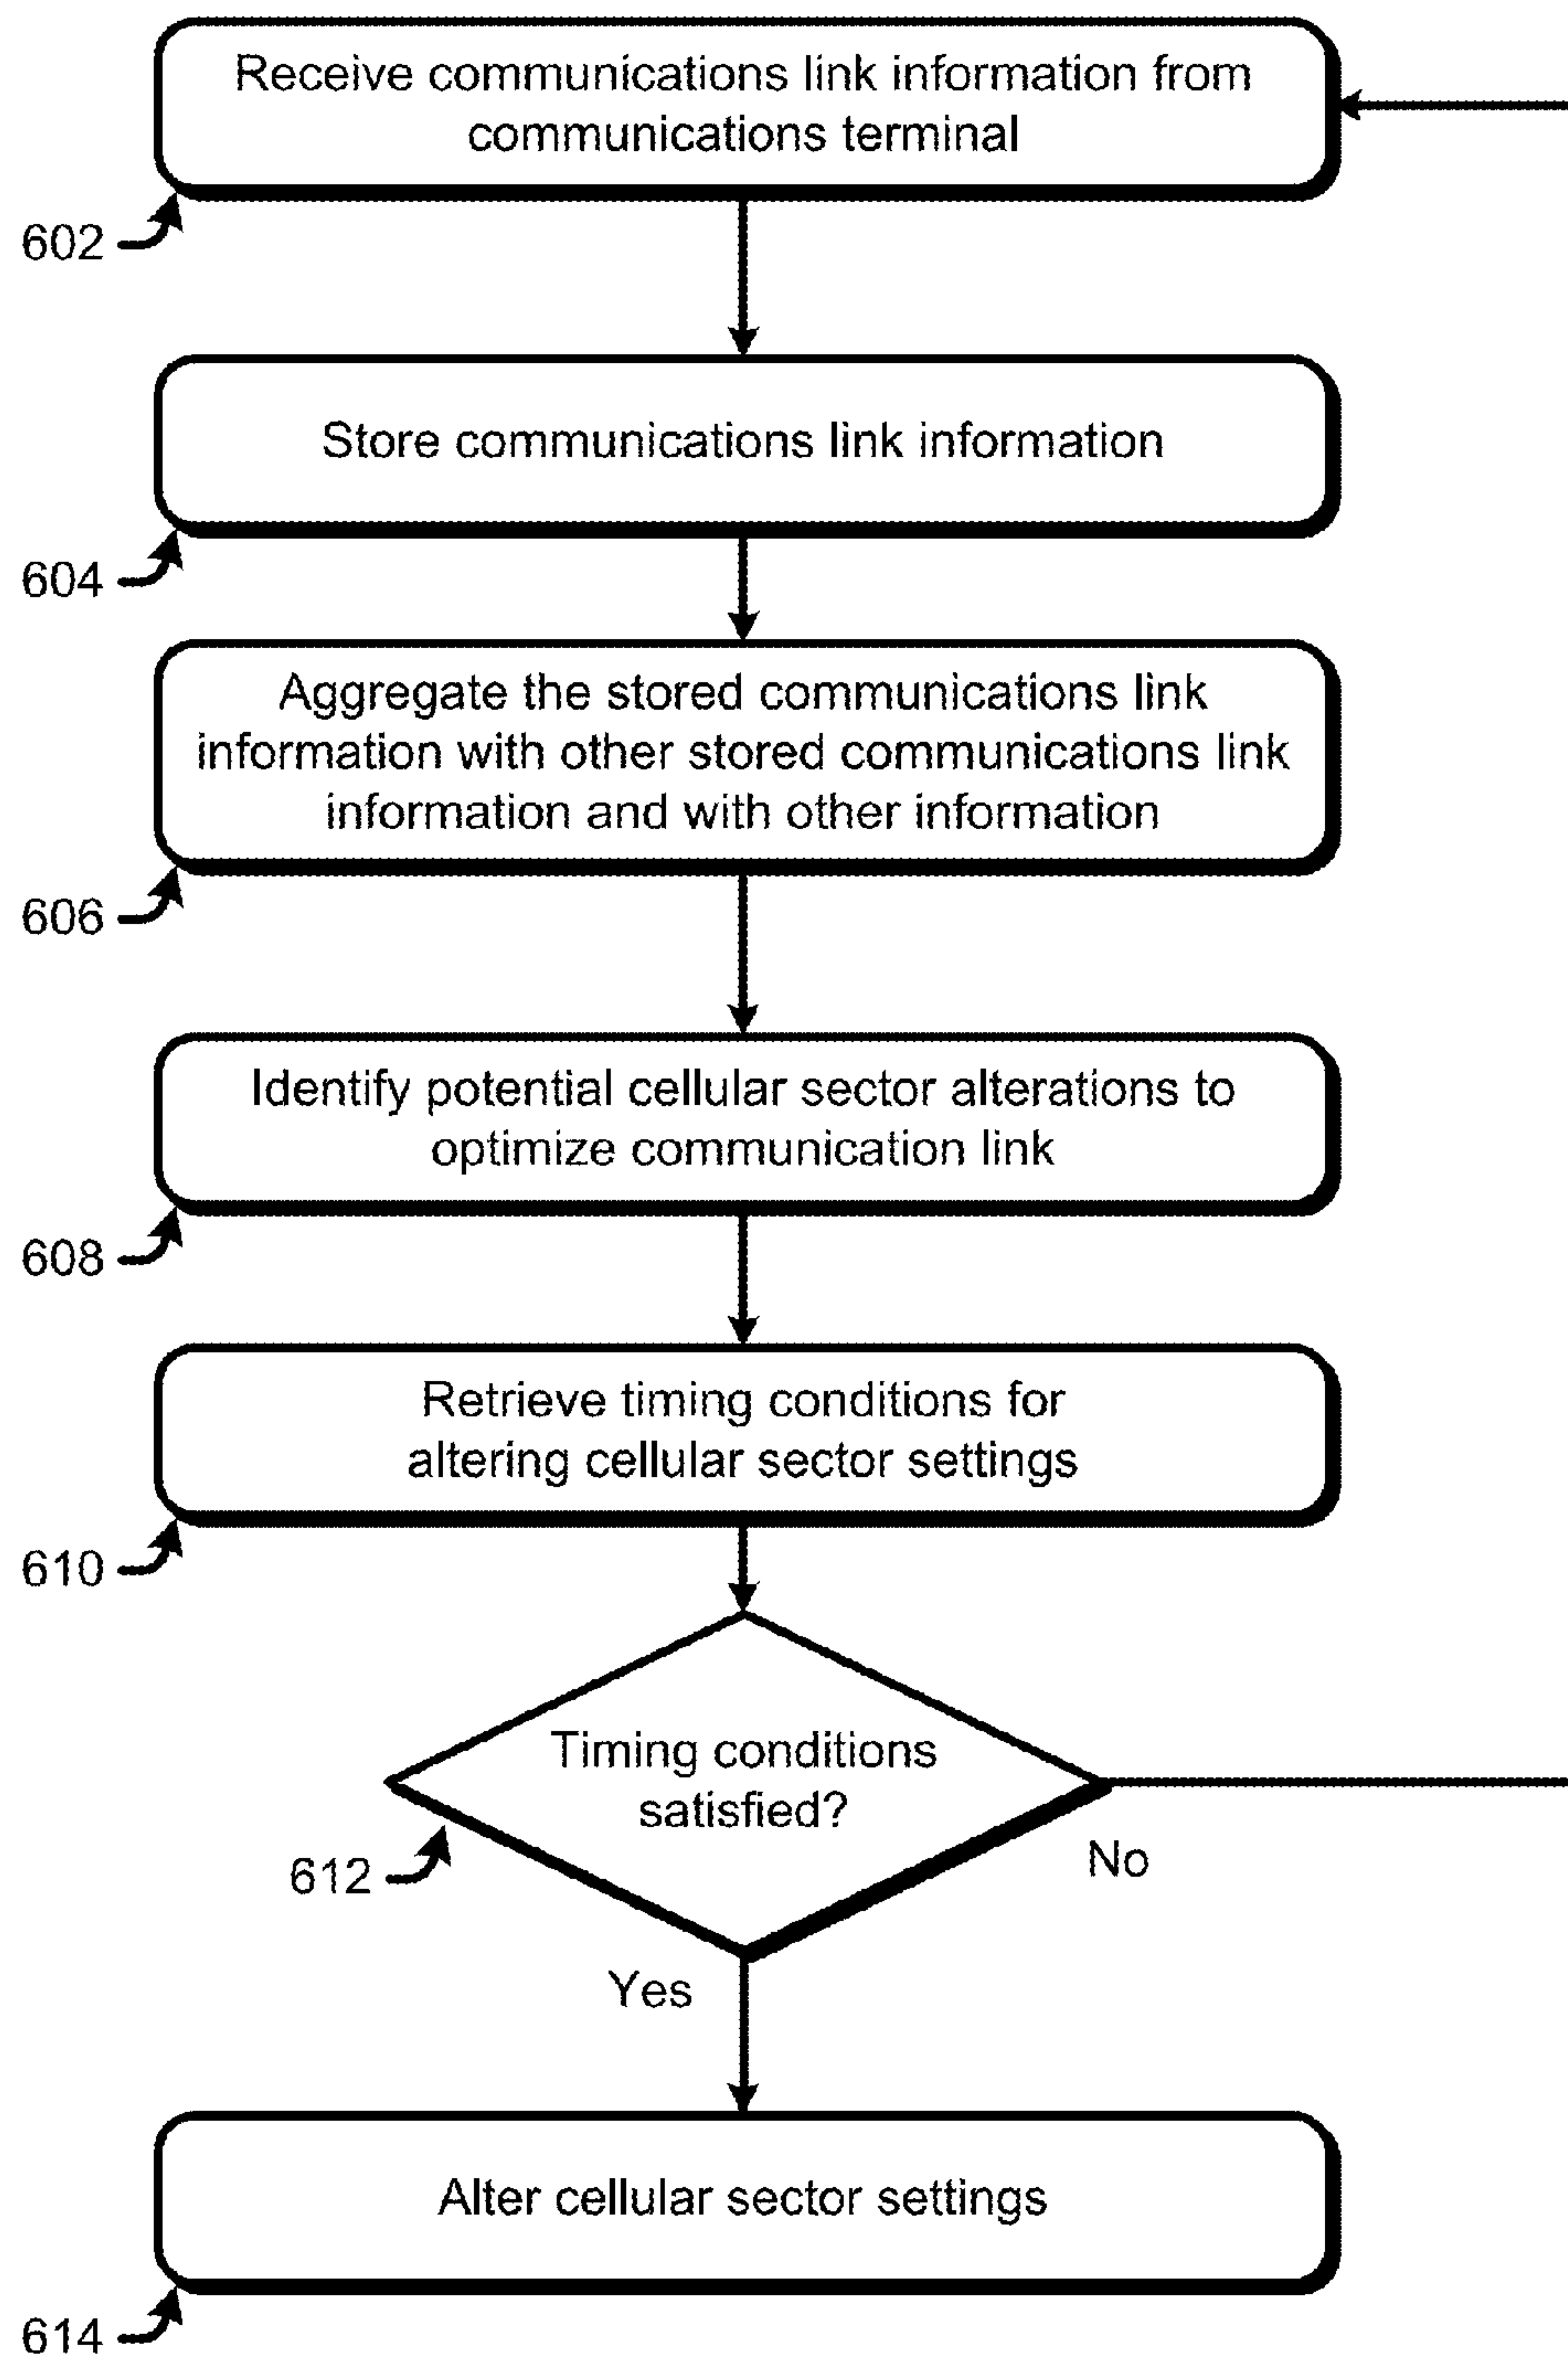 Receive communications link information from
communications terminal
602
Store communications link information
604
Aggregate the stored communications link
information with other stored communications link
information and with other information
606
Identify potential cellular sector alterations to
optimize communication link
608
Retrieve timing conditions for
altering cellular sector settings
610
Timing conditions
satisfied?
612
No
Yes
Alter cellular sector settings
614